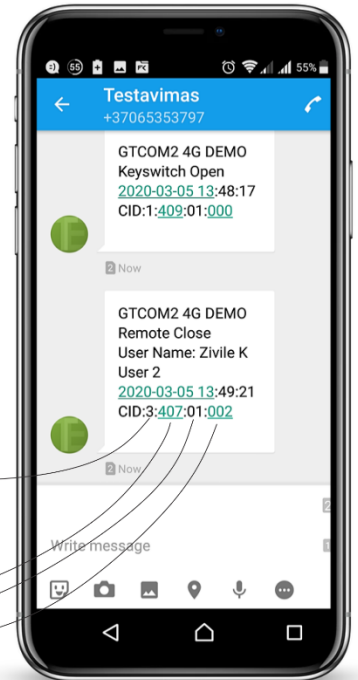 55
55%
Testavimas
+37065353797
GTCOM2 4G DEMO
Keyswitch Open
2020-03-05 13:48:17
CID:1:409:01:000
2 Now
GTCOM2 4G DEMO
Remote Close
User Name: Zivile K
User 2
2020-03-05 13:49:21
CID:3:407:01:002
2 Now
2
Write message
1